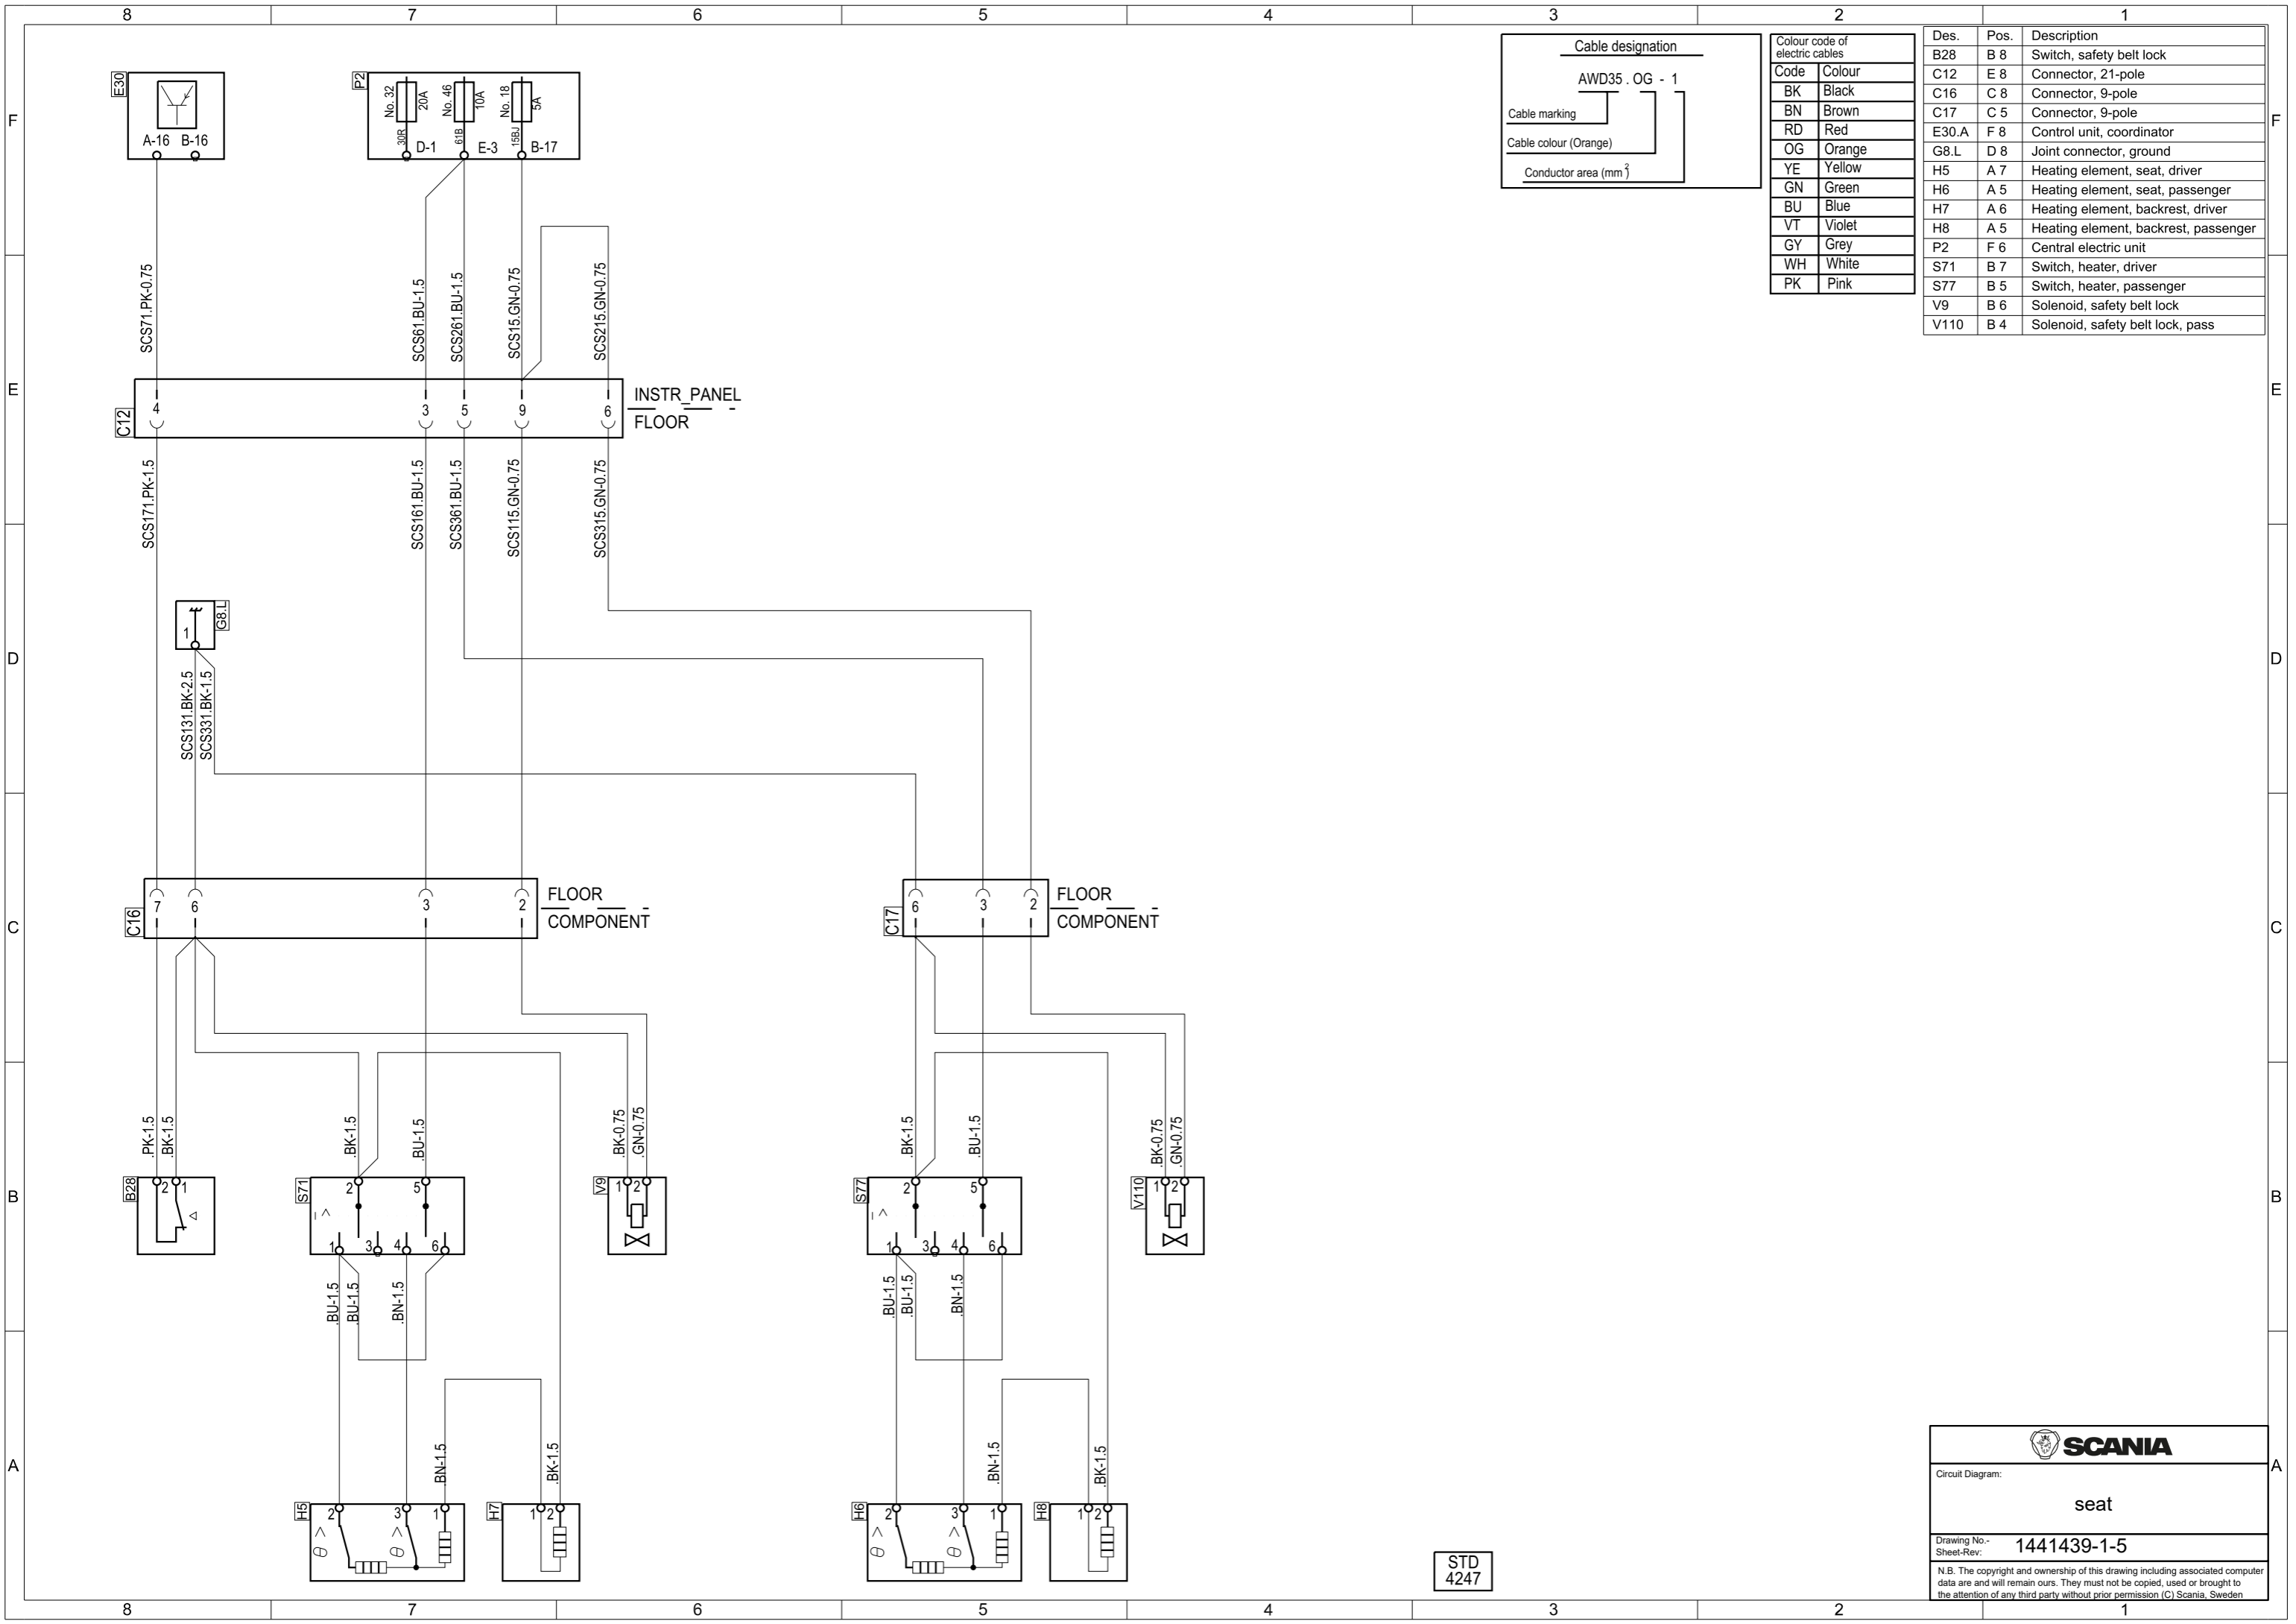 8 7 6 5 4 3 2 1
F
E
D
C
B
A
F
E
D
C
B
A
E30
A-16 B-16
P2
No. 32
20A
30R
D-1
No. 46
10A
61B
E-3
No. 18
5A
15BJ
B-17
Cable designation
AWD35 . OG - 1
Cable marking
Cable colour (Orange)
Conductor area (mm 2)
Colour code of
electric cables
Code Colour
BK Black
BN Brown
RD Red
OG Orange
YE Yellow
GN Green
BU Blue
VT Violet
GY Grey
WH White
PK Pink
Des. Pos. Description
B28 B 8 Switch, safety belt lock
C12 E 8 Connector, 21-pole
C16 C 8 Connector, 9-pole
C17 C 5 Connector, 9-pole
E30.A F 8 Control unit, coordinator
G8.L D 8 Joint connector, ground
H5 A 7 Heating element, seat, driver
H6 A 5 Heating element, seat, passenger
H7 A 6 Heating element, backrest, driver
H8 A 5 Heating element, backrest, passenger
P2 F 6 Central electric unit
S71 B 7 Switch, heater, driver
S77 B 5 Switch, heater, passenger
V9 B 6 Solenoid, safety belt lock
V110 B 4 Solenoid, safety belt lock, pass
SCS71.PK-0.75
SCS61.BU-1.5
SCS261.BU-1.5
SCS15.GN-0.75
SCS215.GN-0.75
C12
4 3 5 9 6
INSTR_PANEL
FLOOR
SCS171.PK-1.5
SCS161.BU-1.5
SCS361.BU-1.5
SCS115.GN-0.75
SCS315.GN-0.75
G8.L
1
SCS131.BK-2.5
SCS331.BK-1.5
C16
7 6 3 2
FLOOR
COMPONENT
C17
6 3 2
FLOOR
COMPONENT
.PK-1.5
.BK-1.5
.BK-1.5
.BU-1.5
.BK-0.75
.GN-0.75
.BK-1.5
.BU-1.5
.BK-0.75
.GN-0.75
B28
2 1
S71
2 5
1 3 4 6
V9
1 2
S77
2 5
1 3 4 6
V110
1 2
.BU-1.5
.BU-1.5
.BN-1.5
.BU-1.5
.BU-1.5
.BN-1.5
.BN-1.5
.BK-1.5
.BN-1.5
.BK-1.5
H5
2 3 1
H7
1 2
H6
2 3 1
H8
1 2
STD
4247
SCANIA
Circuit Diagram:
seat
Drawing No.-
Sheet-Rev:
1441439-1-5
N.B. The copyright and ownership of this drawing including associated computer
data are and will remain ours. They must not be copied, used or brought to
the attention of any third party without prior permission (C) Scania, Sweden
8 7 6 5 4 3 2 1